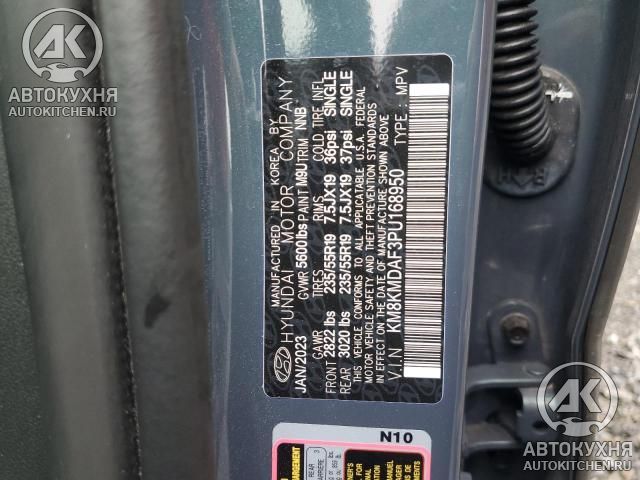 АВТОКУХНЯ
AUTOKITCHEN.RU
MANUFACTURED IN KOREA BY
HYUNDAI MOTOR COMPANY
JAN/2023 GVWR 5600lbs PAINT M9U TRIM NNB
GAWR TIRES RIMS COLD TIRE INFL
FRONT 2822 lbs 235/55R19 7.5JX19 36psi SINGLE
REAR 3020 lbs 235/55R19 7.5JX19 37psi SINGLE
THIS VEHICLE CONFORMS TO ALL APPLICABLE U.S.A. FEDERAL
MOTOR VEHICLE SAFETY AND THEFT PREVENTION STANDARDS
IN EFFECT ON THE DATE OF MANUFACTURE SHOWN ABOVE
V.I.N KM8KMDAF3PU168950 TYPE : MPV
N10
REAR 3
ARRIÈRE
АВТОКУХНЯ
AUTOKITCHEN.RU